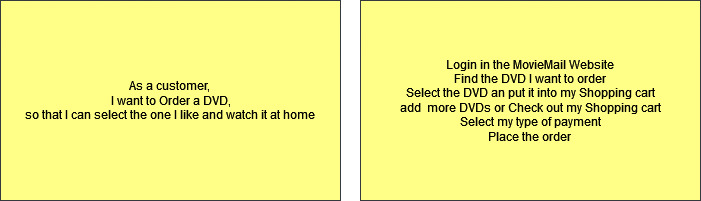 As a customer,
I want to Order a DVD,
so that I can select the one I like and watch it at home
Login in the MovieMail Website
Find the DVD I want to order
Select the DVD an put it into my Shopping cart
add  more DVDs or Check out my Shopping cart
Select my type of payment
Place the order